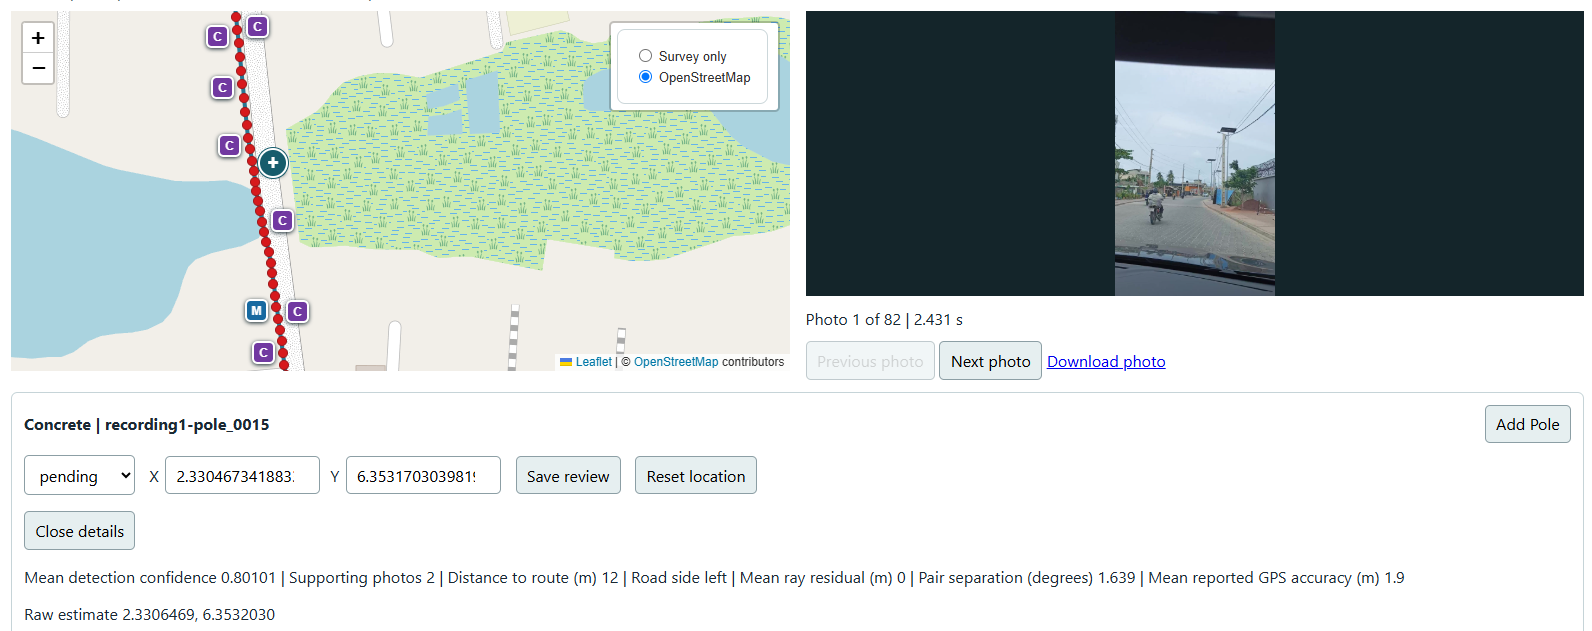 +
−
C
C
C
C
+
C
M
C
C
Survey only
OpenStreetMap
Leaflet | © OpenStreetMap contributors
Photo 1 of 82 | 2.431 s
Previous photo
Next photo
Download photo
Concrete | recording1-pole_0015
Add Pole
pending X 2.330467341883 Y 6.353170303981 Save review Reset location
Close details
Mean detection confidence 0.80101 | Supporting photos 2 | Distance to route (m) 12 | Road side left | Mean ray residual (m) 0 | Pair separation (degrees) 1.639 | Mean reported GPS accuracy (m) 1.9
Raw estimate 2.3306469, 6.3532030